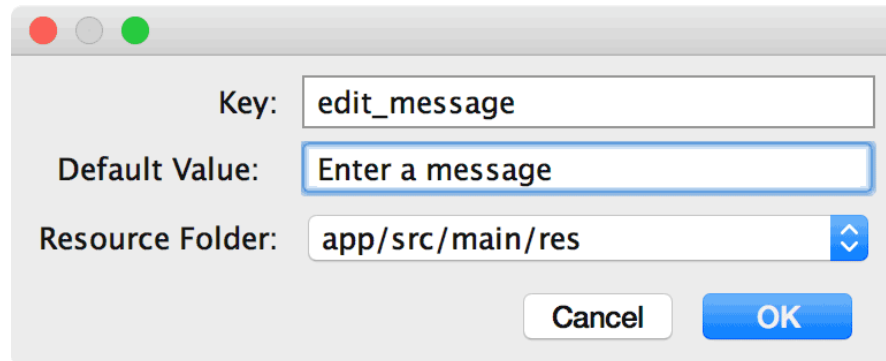 Key: edit_message
Default Value: Enter a message
Resource Folder: app/src/main/res
Cancel OK